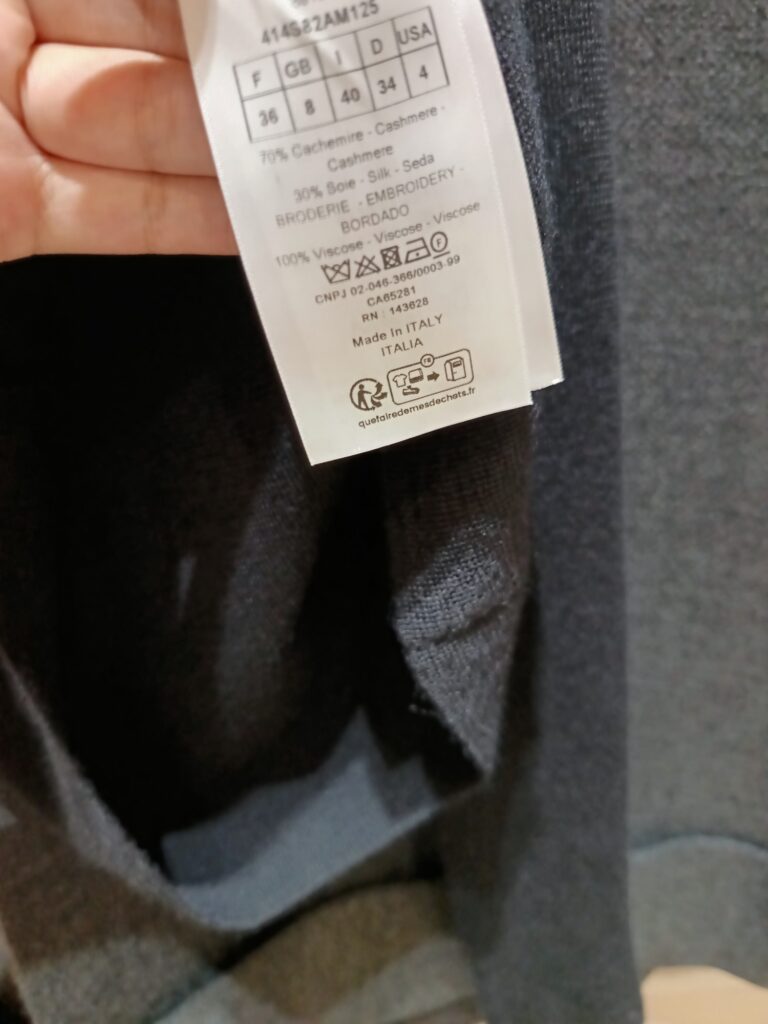 414S82AM125
F GB I D USA
36 8 40 34 4
70% Cachemire - Cashmere -
Cashmere
30% Soie - Silk - Seda
BRODERIE - EMBROIDERY -
BORDADO
100% Viscose - Viscose - Viscose
F
CNPJ 02-046-366/0003-99
CA65281
RN : 143628
Made In ITALY
ITALIA
FR
quefairedemesdechets.fr